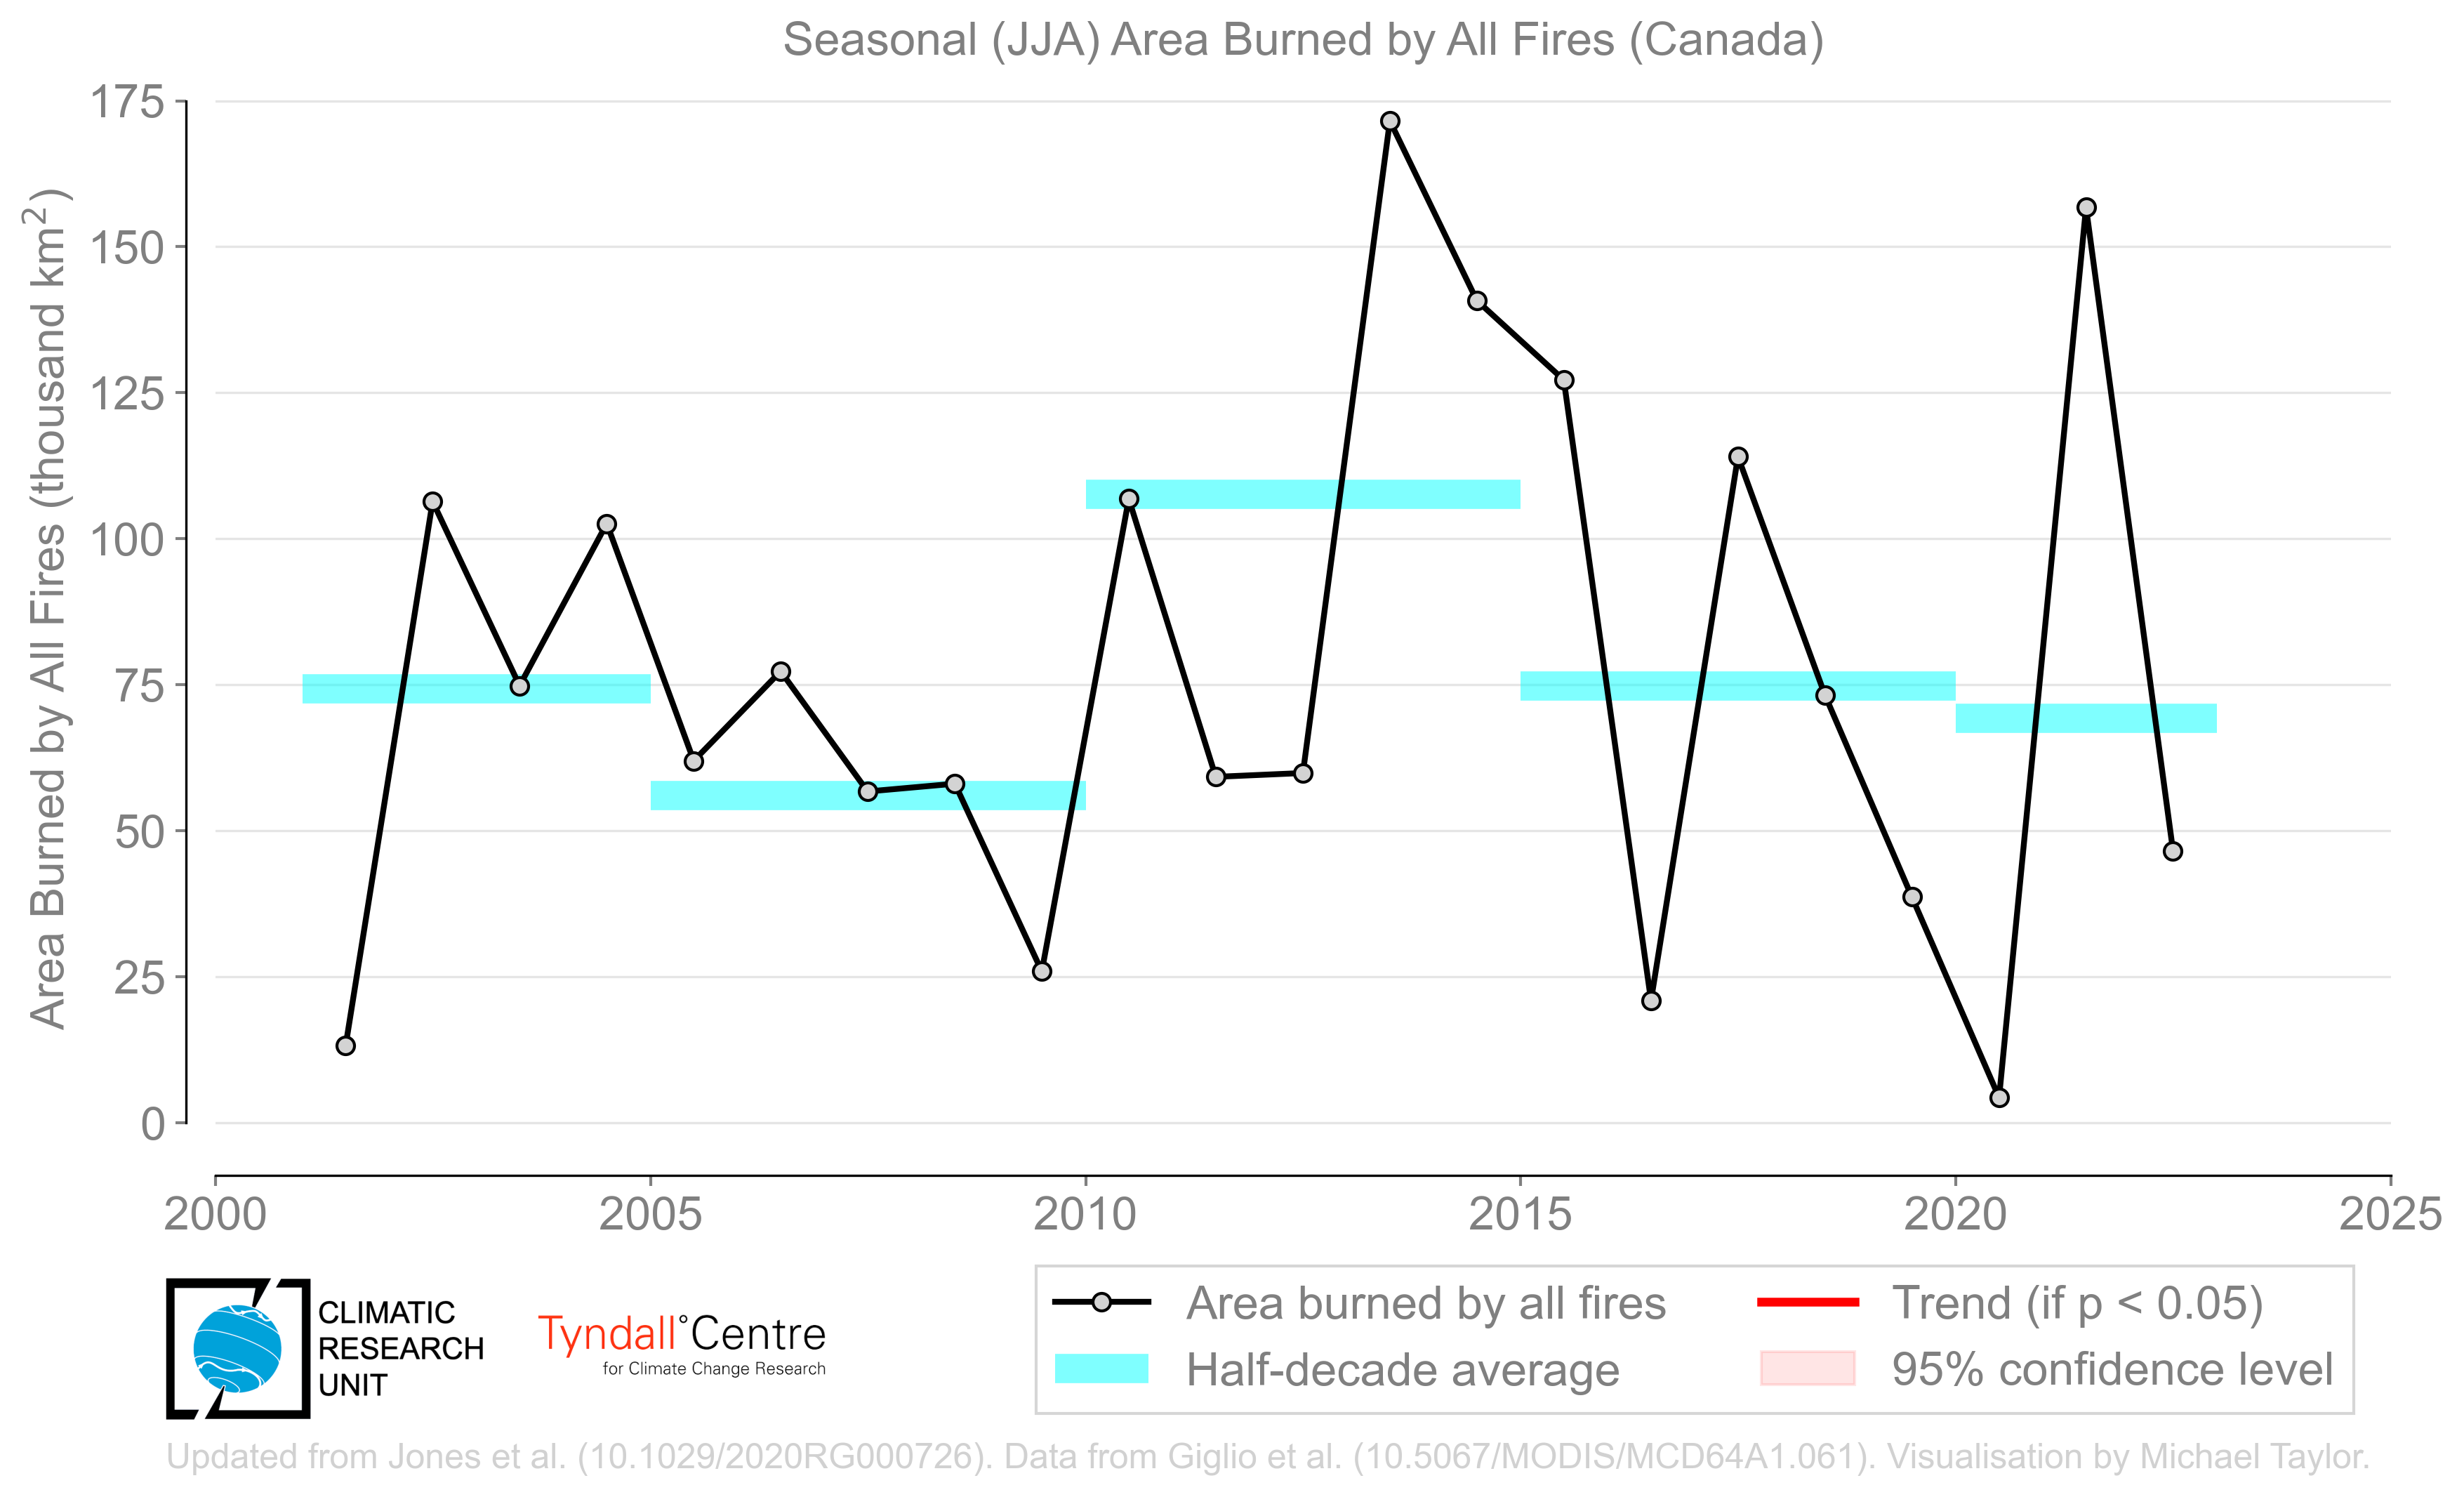 Seasonal (JJA) Area Burned by All Fires (Canada)
Area Burned by All Fires (thousand km²)
175
150
125
100
75
50
25
0
2000 2005 2010 2015 2020 2025
CLIMATIC
RESEARCH
UNIT
Tyndall°Centre
for Climate Change Research
Area burned by all fires
Half-decade average
Trend (if p < 0.05)
95% confidence level
Updated from Jones et al. (10.1029/2020RG000726). Data from Giglio et al. (10.5067/MODIS/MCD64A1.061). Visualisation by Michael Taylor.